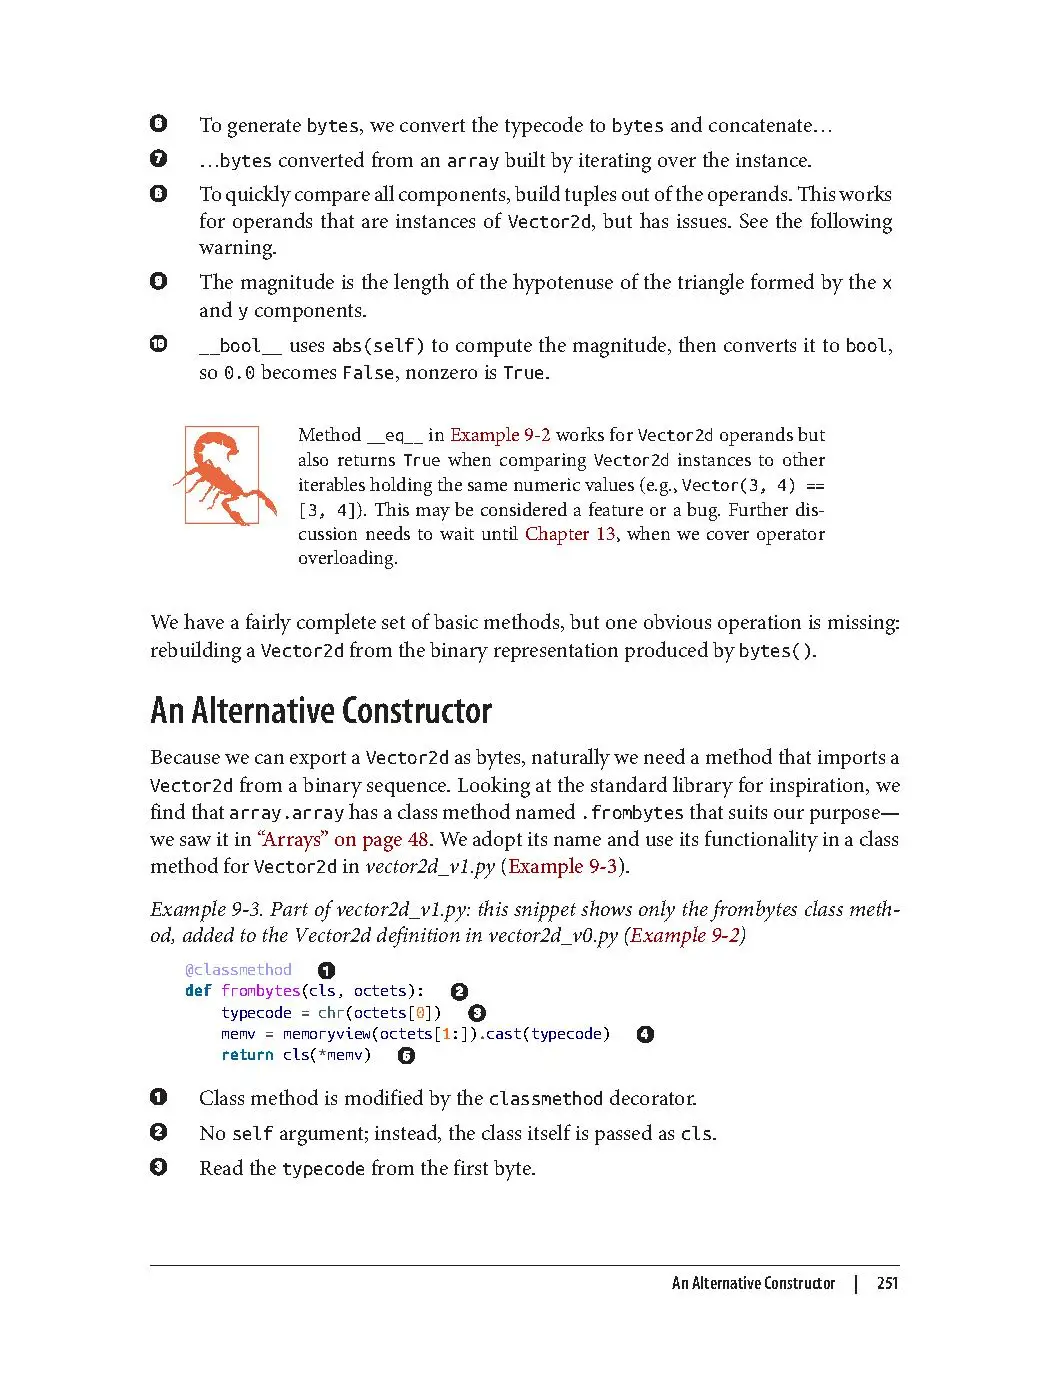 ❻ To generate bytes, we convert the typecode to bytes and concatenate…
❼ …bytes converted from an array built by iterating over the instance.
❽ To quickly compare all components, build tuples out of the operands. This works
for operands that are instances of Vector2d, but has issues. See the following
warning.
❾ The magnitude is the length of the hypotenuse of the triangle formed by the x
and y components.
❿ __bool__ uses abs(self) to compute the magnitude, then converts it to bool,
so 0.0 becomes False, nonzero is True.
Method __eq__ in Example 9-2 works for Vector2d operands but
also returns True when comparing Vector2d instances to other
iterables holding the same numeric values (e.g., Vector(3, 4) ==
[3, 4]). This may be considered a feature or a bug. Further dis-
cussion needs to wait until Chapter 13, when we cover operator
overloading.
We have a fairly complete set of basic methods, but one obvious operation is missing:
rebuilding a Vector2d from the binary representation produced by bytes().
An Alternative Constructor
Because we can export a Vector2d as bytes, naturally we need a method that imports a
Vector2d from a binary sequence. Looking at the standard library for inspiration, we
find that array.array has a class method named .frombytes that suits our purpose—
we saw it in “Arrays” on page 48. We adopt its name and use its functionality in a class
method for Vector2d in vector2d_v1.py (Example 9-3).
Example 9-3. Part of vector2d_v1.py: this snippet shows only the frombytes class meth-
od, added to the Vector2d definition in vector2d_v0.py (Example 9-2)
@classmethod ❶
def frombytes(cls, octets): ❷
typecode = chr(octets[0]) ❸
memv = memoryview(octets[1:]).cast(typecode) ❹
return cls(*memv) ❺
❶ Class method is modified by the classmethod decorator.
❷ No self argument; instead, the class itself is passed as cls.
❸ Read the typecode from the first byte.
An Alternative Constructor | 251